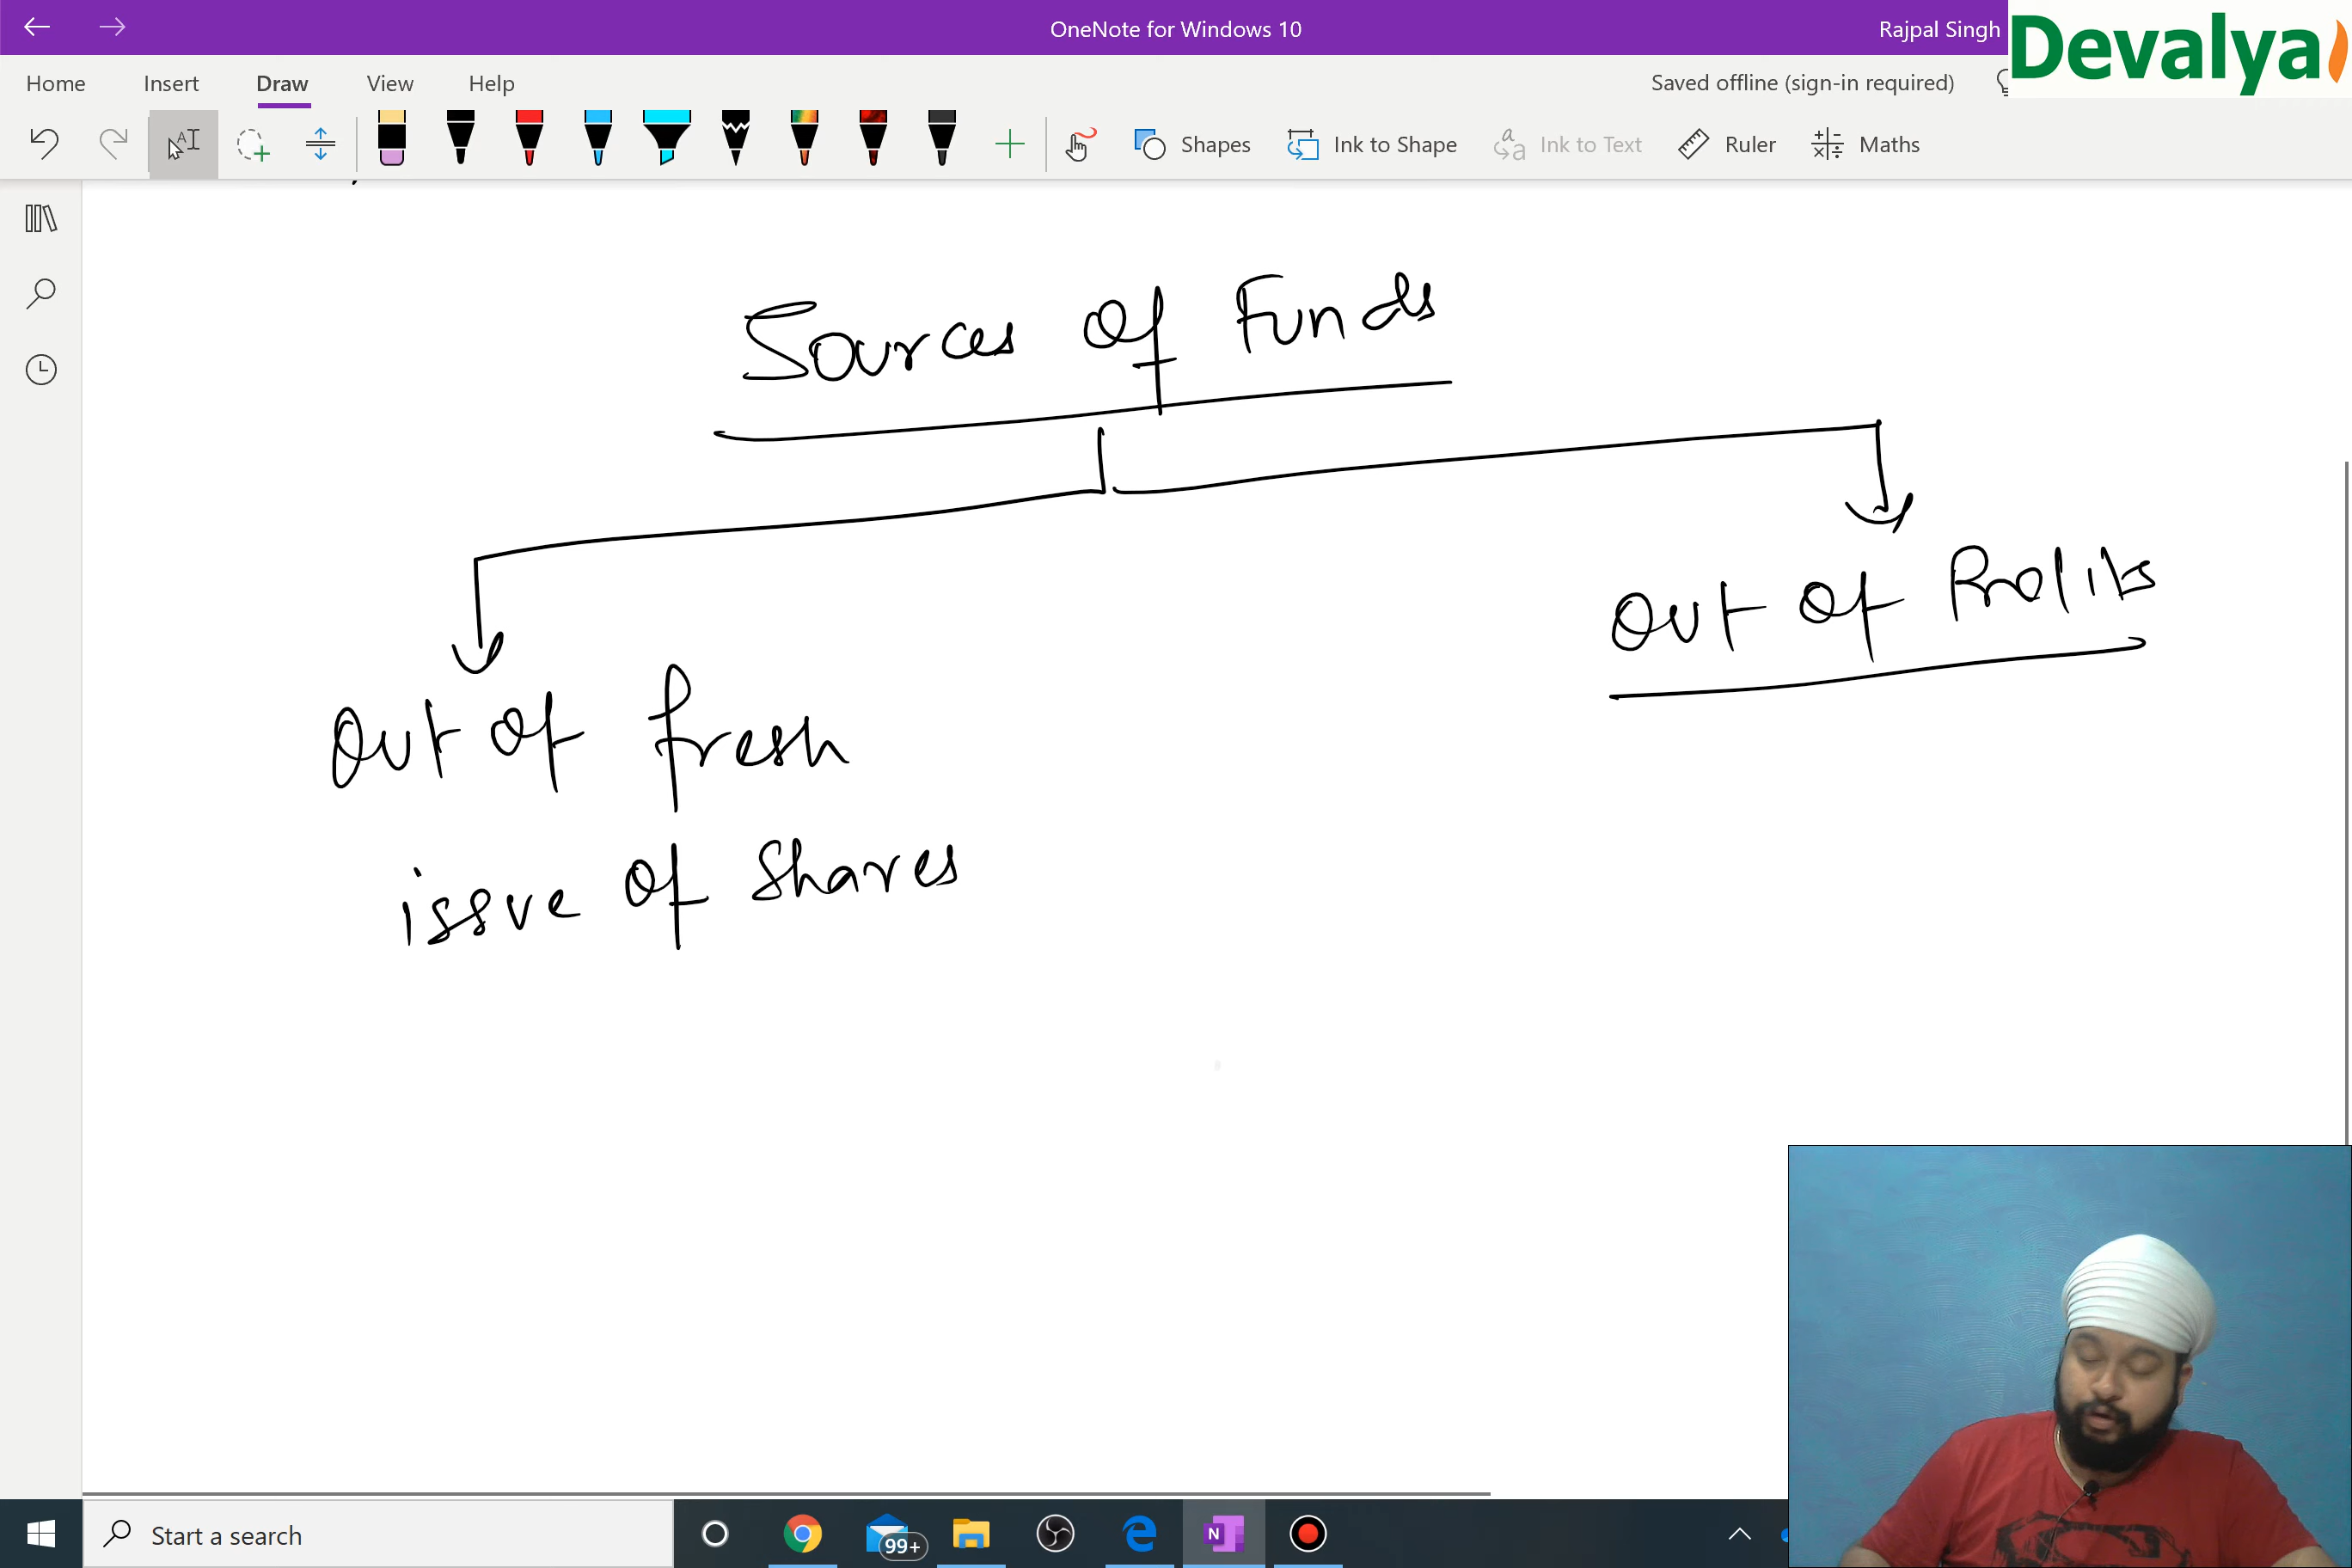 OneNote for Windows 10
Rajpal Singh
Devalya
Home Insert Draw View Help
Saved offline (sign-in required)
Shapes Ink to Shape Ink to Text Ruler Maths
Sources of Funds
Out of Profits
Out of fresh
issue of Shares
Start a search
99+